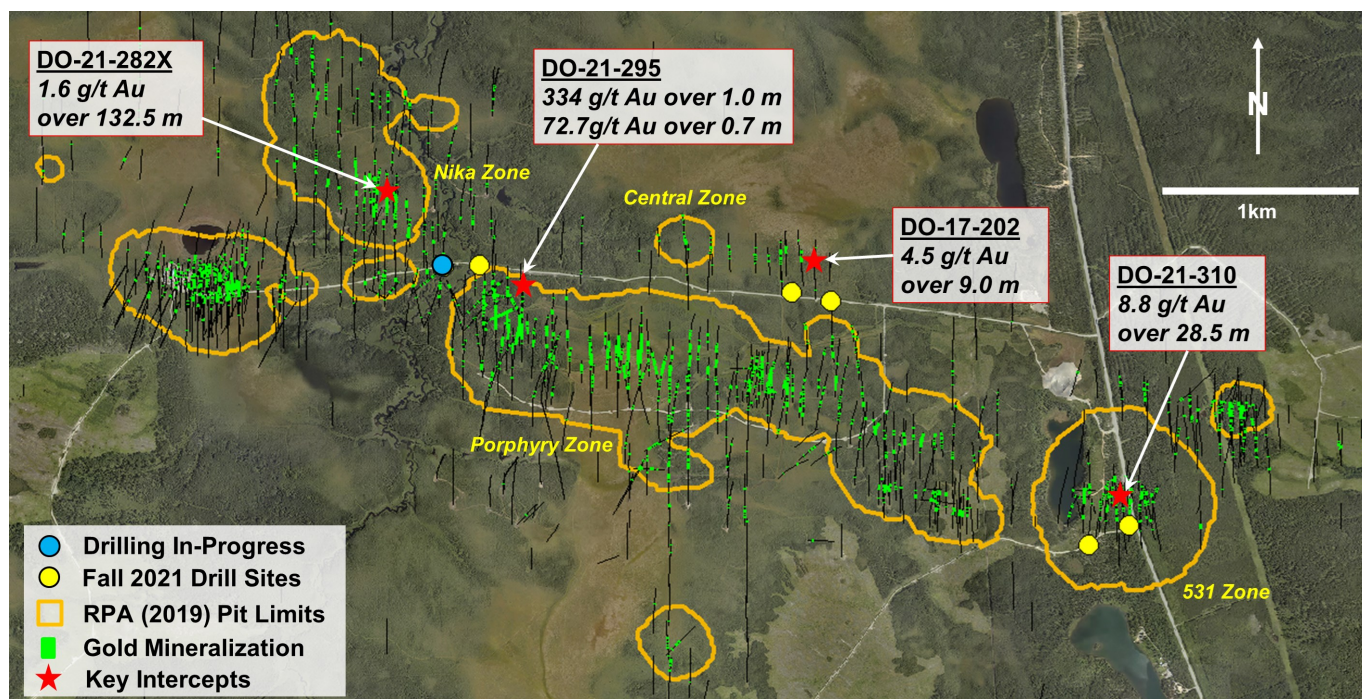 DO-21-282X
1.6 g/t Au
over 132.5 m
DO-21-295
334 g/t Au over 1.0 m
72.7g/t Au over 0.7 m
N
1km
Nika Zone
Central Zone
DO-17-202
4.5 g/t Au
over 9.0 m
DO-21-310
8.8 g/t Au
over 28.5 m
Porphyry Zone
531 Zone
Drilling In-Progress
Fall 2021 Drill Sites
RPA (2019) Pit Limits
Gold Mineralization
Key Intercepts